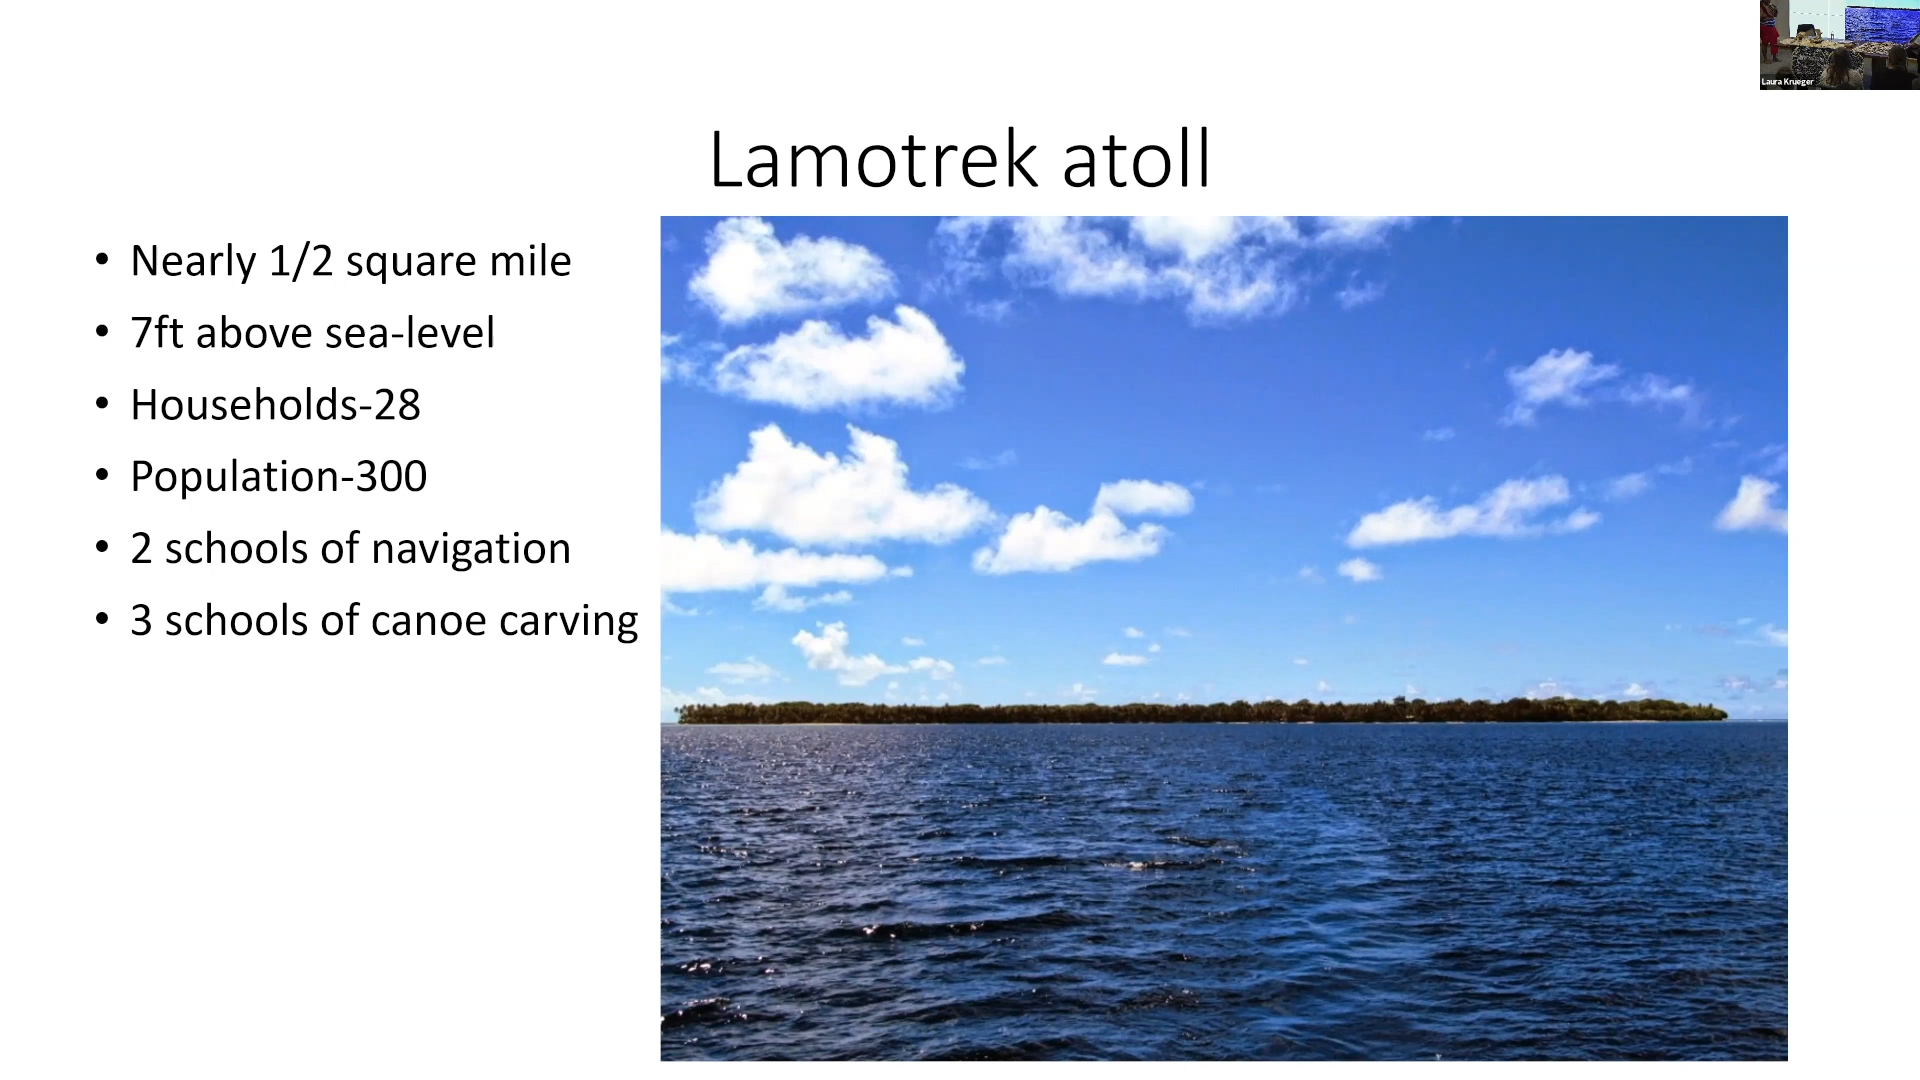 Laura Krueger
Lamotrek atoll
• Nearly 1/2 square mile
• 7ft above sea-level
• Households-28
• Population-300
• 2 schools of navigation
• 3 schools of canoe carving